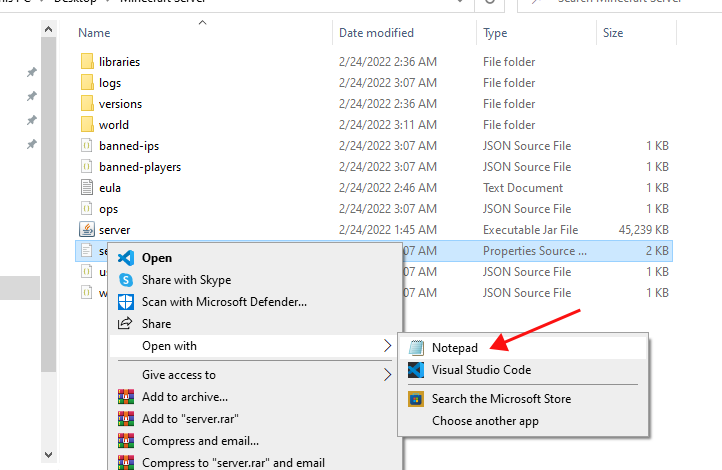 his PC > Desktop > Minecraft Server
Search Minecraft Server
Name Date modified Type Size
libraries 2/24/2022 2:36 AM File folder
logs 2/24/2022 3:07 AM File folder
versions 2/24/2022 2:36 AM File folder
world 2/24/2022 3:11 AM File folder
banned-ips 2/24/2022 3:07 AM JSON Source File 1 KB
banned-players 2/24/2022 3:07 AM JSON Source File 1 KB
eula 2/24/2022 2:46 AM Text Document 1 KB
ops 2/24/2022 3:07 AM JSON Source File 1 KB
server 2/24/2022 1:45 AM Executable Jar File 45,239 KB
se :07 AM Properties Source ... 2 KB
us :07 AM JSON Source File 1 KB
w :07 AM JSON Source File 1 KB
Open
Share with Skype
Scan with Microsoft Defender...
Share
Open with
Give access to
Add to archive...
Add to "server.rar"
Compress and email...
Compress to "server.rar" and email
Notepad
Visual Studio Code
Search the Microsoft Store
Choose another app